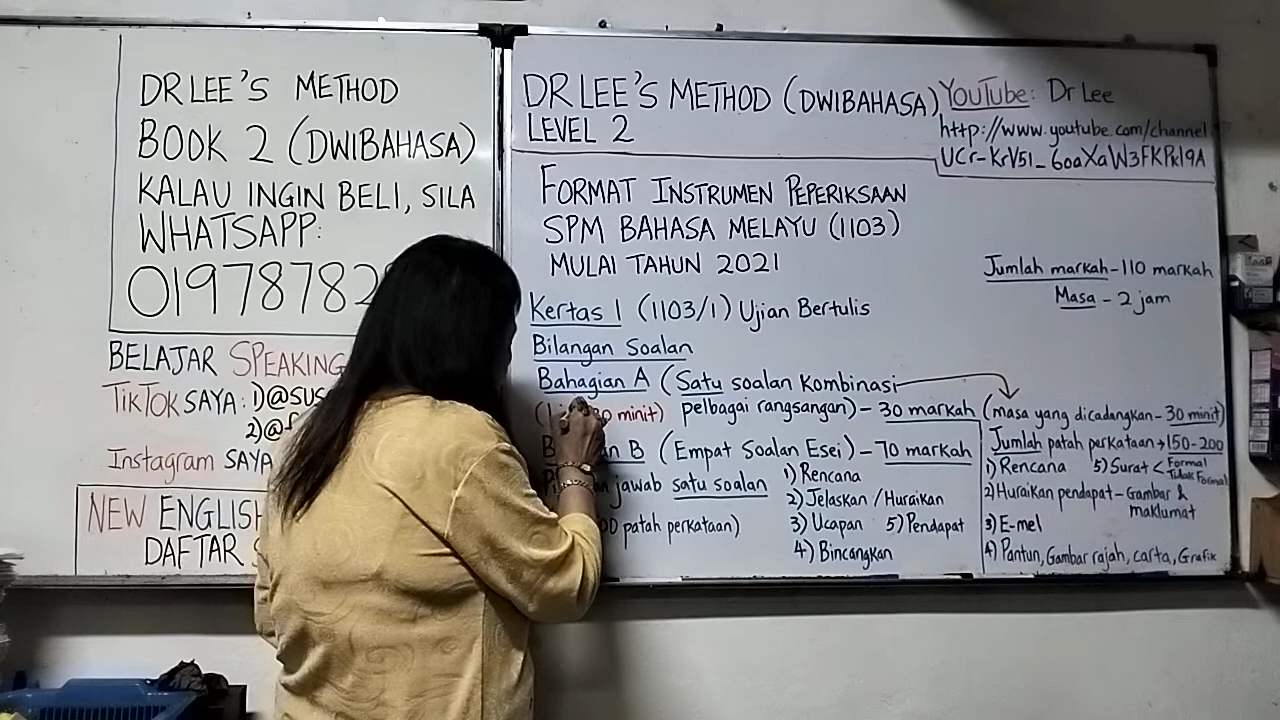 DR LEE'S METHOD
BOOK 2 (DWIBAHASA)
KALAU INGIN BELI, SILA
WHATSAPP:
01978782
BELAJAR SPEAKING
TikTok SAYA: 1) @SUS
2) @
Instagram SAYA
NEW ENGLISH
DAFTAR
DR LEE'S METHOD (DWIBAHASA)
LEVEL 2
YouTube: Dr Lee
http://www.youtube.com/channel
UCr-KrV51_6oaXaW3FKPkl9A
FORMAT INSTRUMEN PEPERIKSAAN
SPM BAHASA MELAYU (1103)
MULAI TAHUN 2021
Jumlah markah-110 markah
Masa - 2 jam
Kertas 1 (1103/1) Ujian Bertulis
Bilangan Soalan
Bahagian A (Satu soalan Kombinasi
minit) pelbagai rangsangan) - 30 markah (masa yang dicadangkan-30 minit)
B (Empat Soalan Esei) - 70 markah
jawab satu soalan
patah perkataan)
1) Rencana
2) Jelaskan / Huraikan
3) Ucapan 5) Pendapat
4) Bincangkan
Jumlah patah perkataan → 150-200
1) Rencana 5) Surat < Formal
Tidak Formal
2) Huraikan pendapat - Gambar &
maklumat
3) E-mel
4) Pantun, Gambar rajah, carta, Grafik